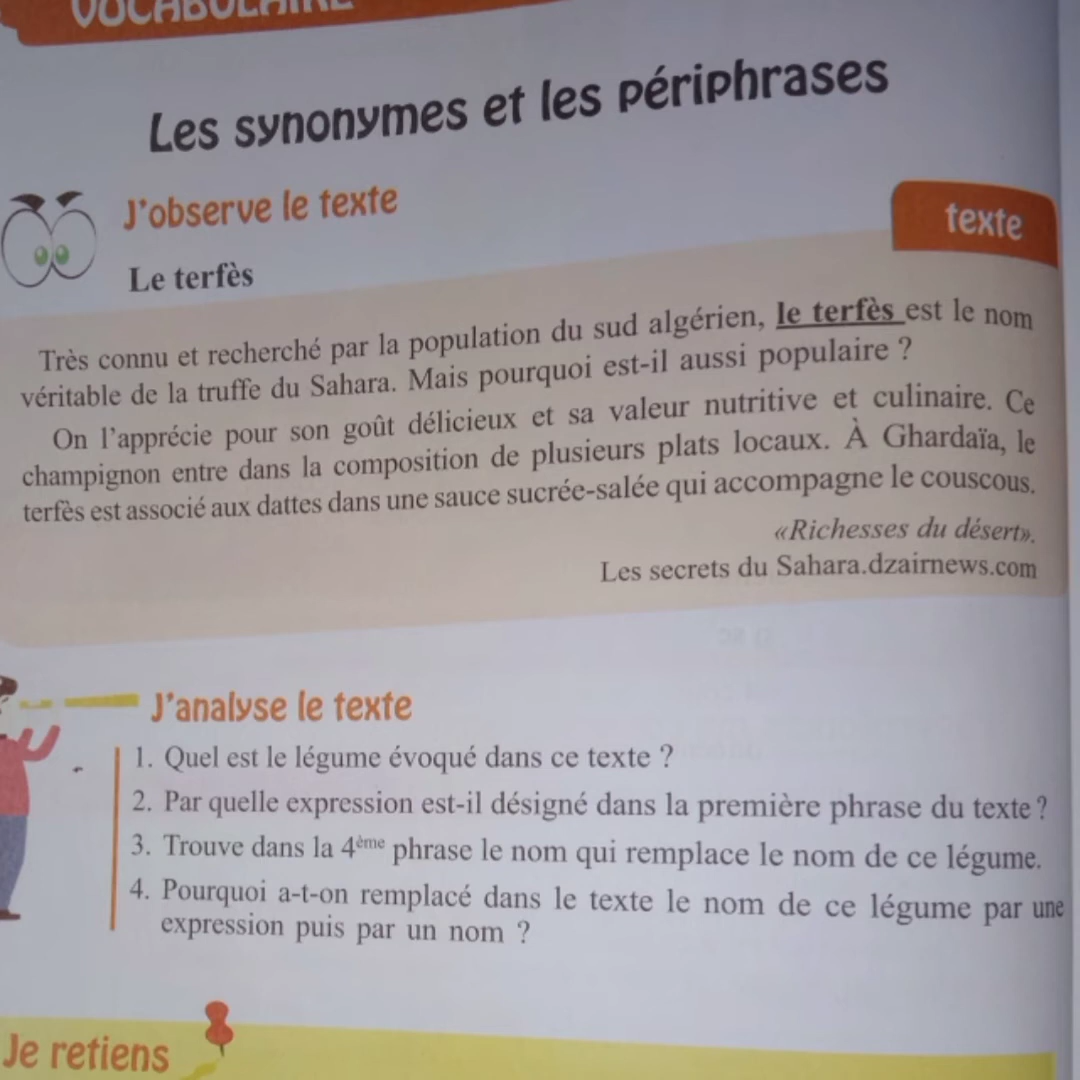 VOCABULAIRE
Les synonymes et les périphrases
J'observe le texte
texte
Le terfès
Très connu et recherché par la population du sud algérien, le terfès est le nom
véritable de la truffe du Sahara. Mais pourquoi est-il aussi populaire ?
On l'apprécie pour son goût délicieux et sa valeur nutritive et culinaire. Ce
champignon entre dans la composition de plusieurs plats locaux. À Ghardaïa, le
terfès est associé aux dattes dans une sauce sucrée-salée qui accompagne le couscous.
«Richesses du désert».
Les secrets du Sahara.dzairnews.com
J'analyse le texte
1. Quel est le légume évoqué dans ce texte ?
2. Par quelle expression est-il désigné dans la première phrase du texte ?
3. Trouve dans la 4ème phrase le nom qui remplace le nom de ce légume.
4. Pourquoi a-t-on remplacé dans le texte le nom de ce légume par une
expression puis par un nom ?
Je retiens